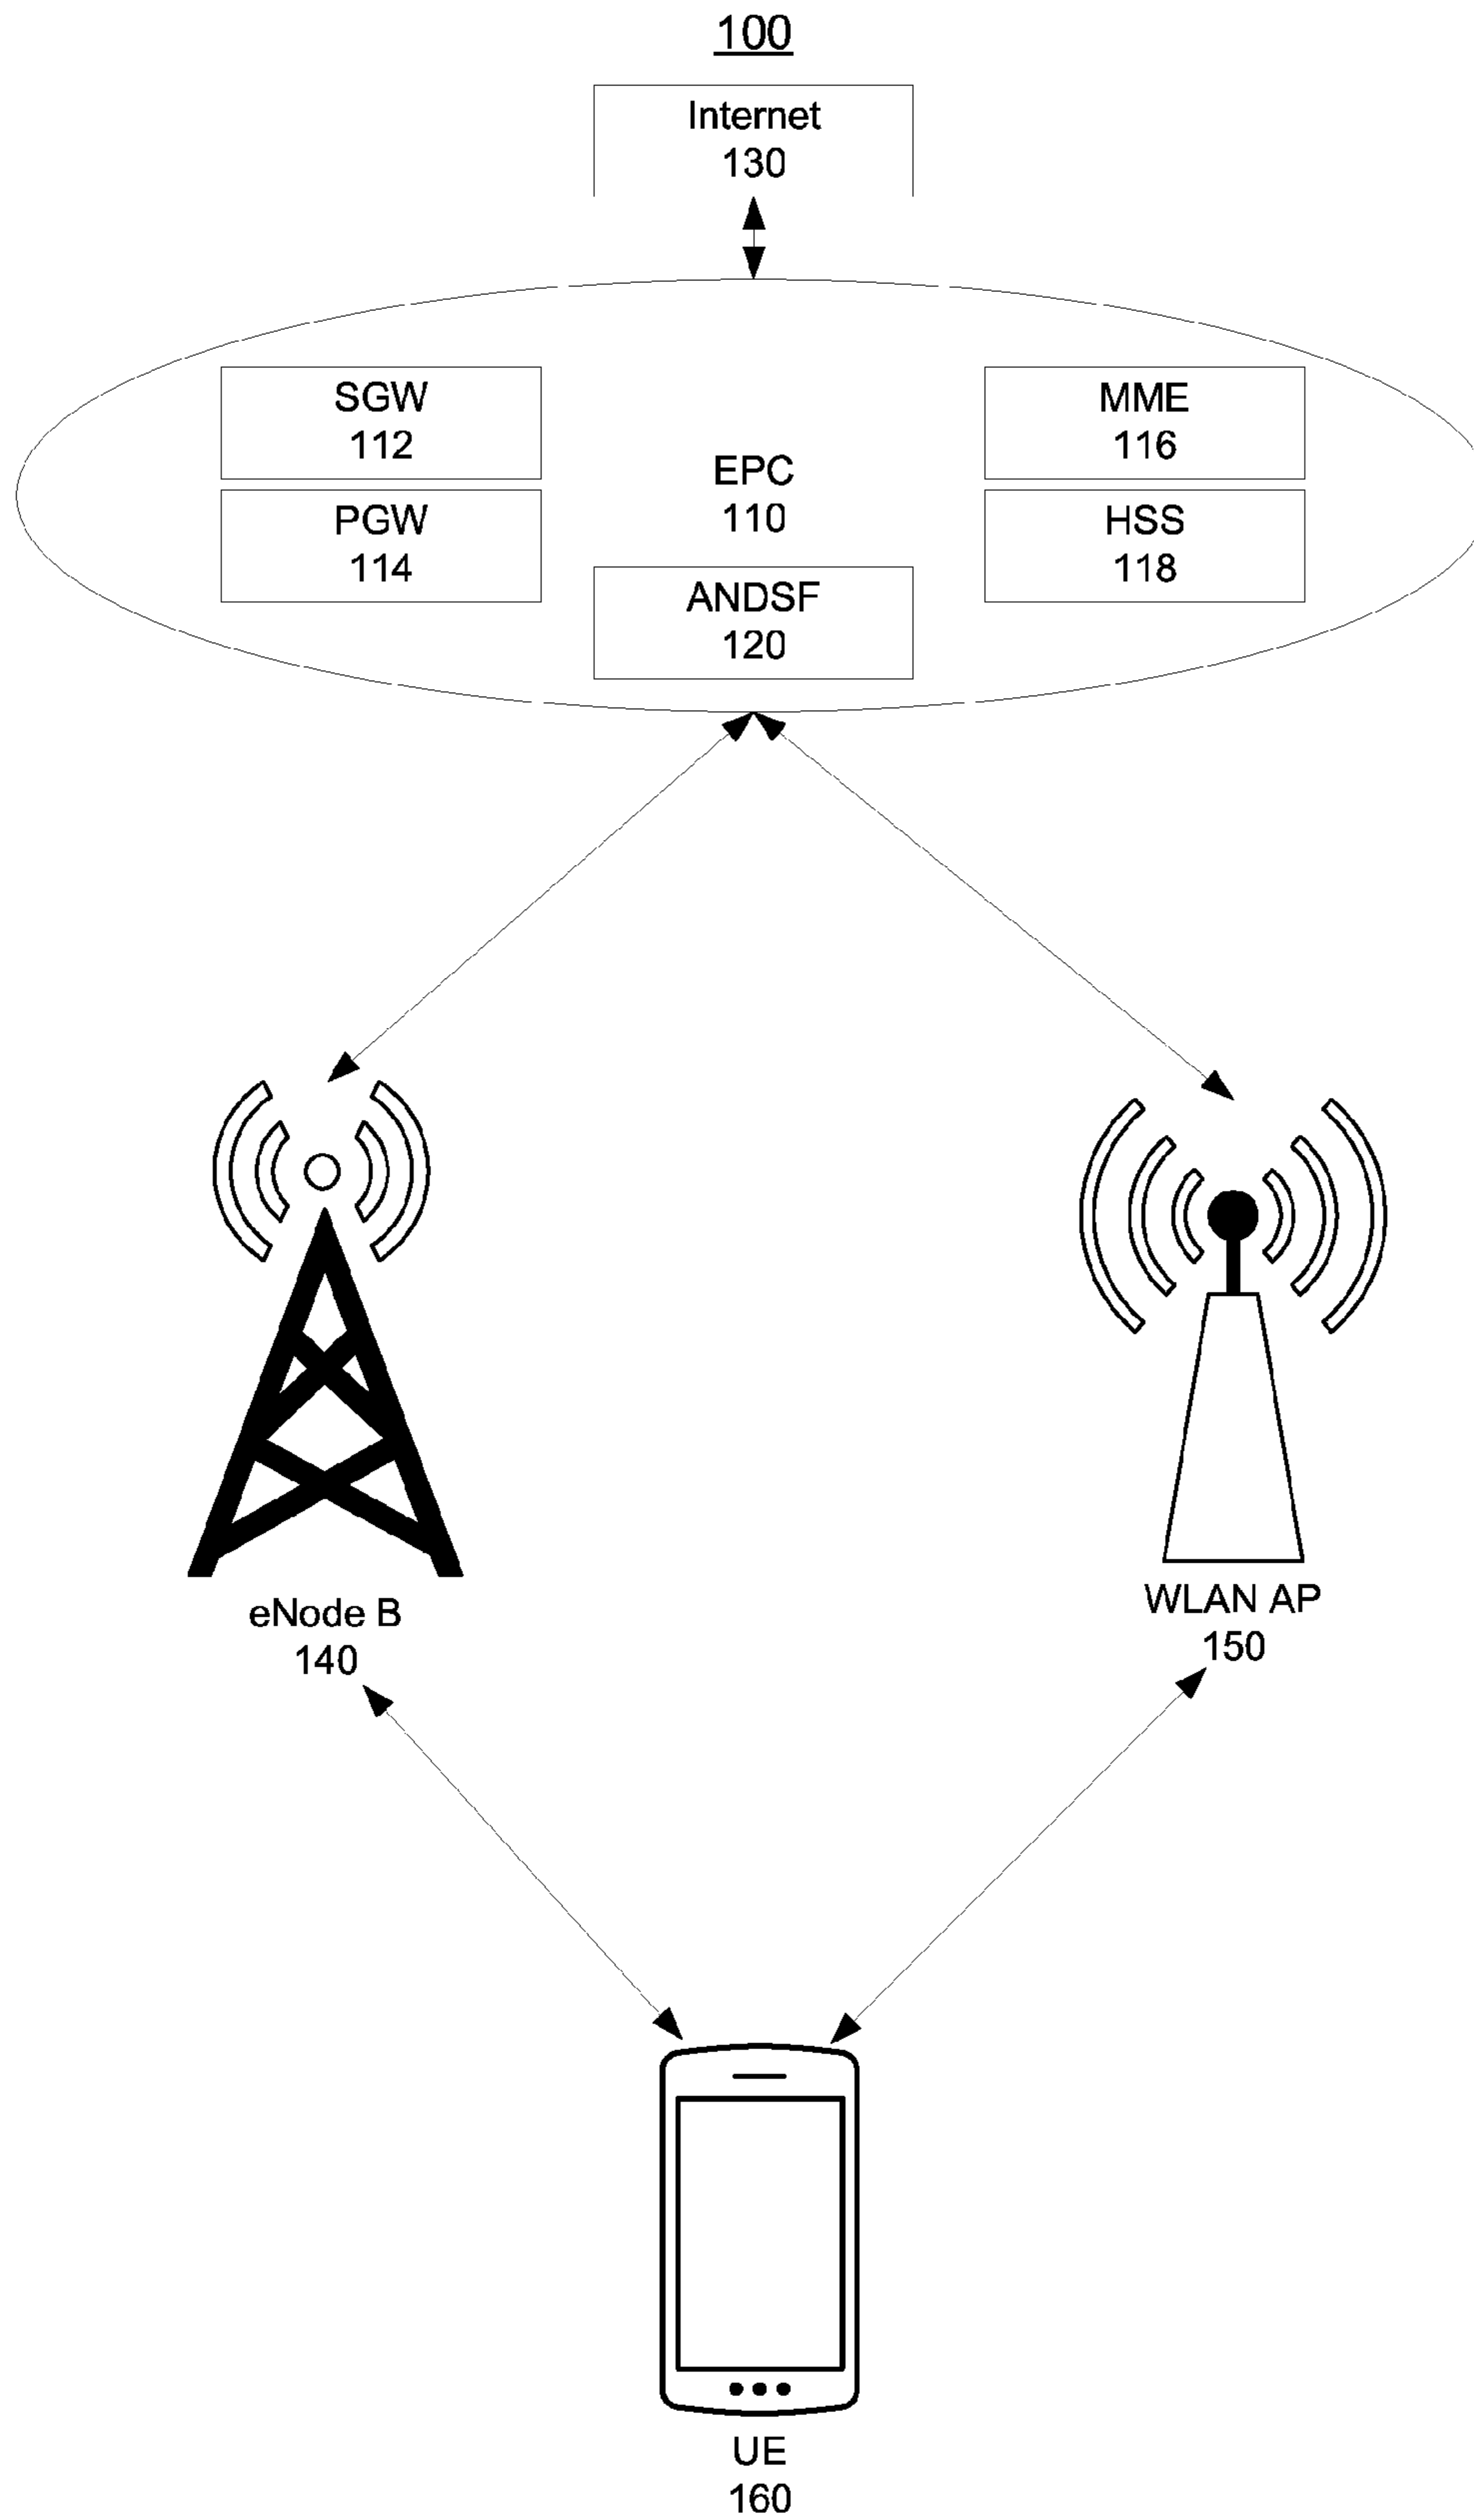 100
Internet
130
SGW
112
PGW
114
EPC
110
ANDSF
120
MME
116
HSS
118
eNode B
140
WLAN AP
150
UE
160